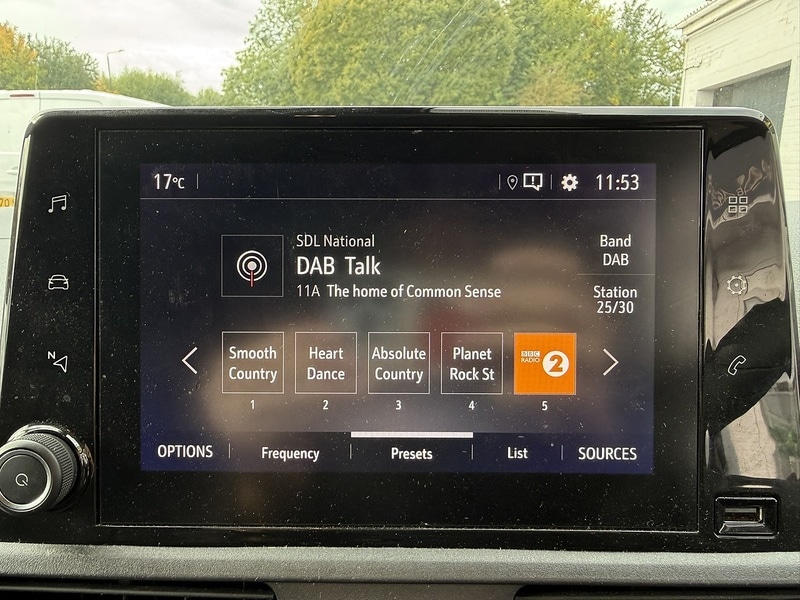 17°C
11:53
SDL National
DAB Talk
11A The home of Common Sense
Band
DAB
Station
25/30
Smooth
Country
Heart
Dance
Absolute
Country
Planet
Rock St
BBC
RADIO
2
1
2
3
4
5
OPTIONS
Frequency
Presets
List
SOURCES
N